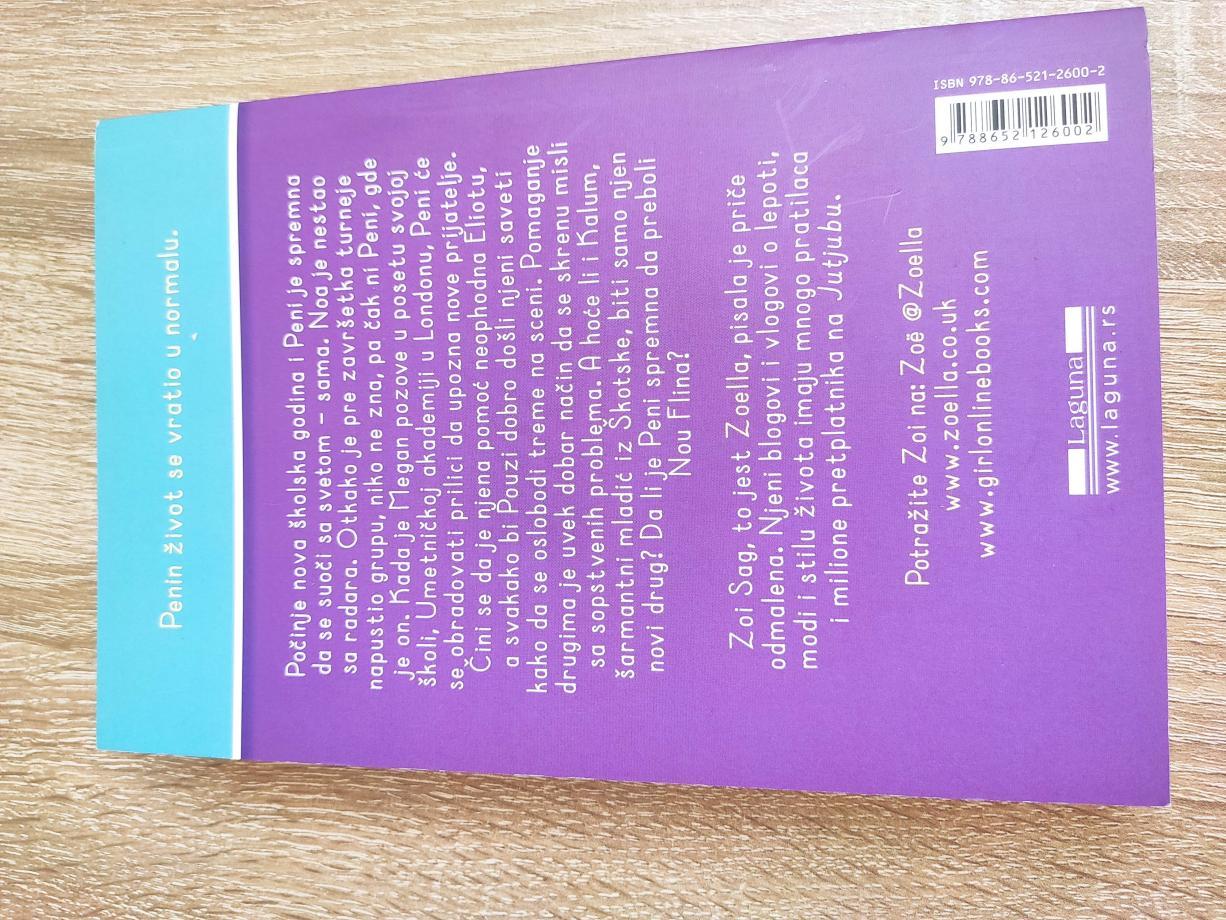 Penin život se vratio u normalu.
Počinje nova školska godina i Peni je spremna
da se suoči sa svetom – sama. Noa je nestao
sa radara. Otkako je pre završetka turneje
napustio grupu, niko ne zna, pa čak ni Peni, gde
je on. Kada je Megan pozove u posetu svojoj
školi, Umetničkoj akademiji u Londonu, Peni će
se obradovati prilici da upozna nove prijatelje.
Čini se da je njena pomoć neophodna Eliotu,
a svakako bi Pouzi dobro došli njeni saveti
kako da se oslobodi treme na sceni. Pomaganje
drugima je uvek dobar način da se skrenu misli
sa sopstvenih problema. A hoće li i Kalum,
šarmantni mladić iz Škotske, biti samo njen
novi drug? Da li je Peni spremna da preboli
Nou Flina?
Zoi Sag, to jest Zoella, pisala je priče
odmalena. Njeni blogovi i vlogovi o lepoti,
modi i stilu života imaju mnogo pratilaca
i milione pretplatnika na Jutjubu.
Potražite Zoi na: Zoë @Zoella
www.zoella.co.uk
www.girlonlinebooks.com
Laguna
www.laguna.rs
ISBN 978-86-521-2600-2
9 788652 126002